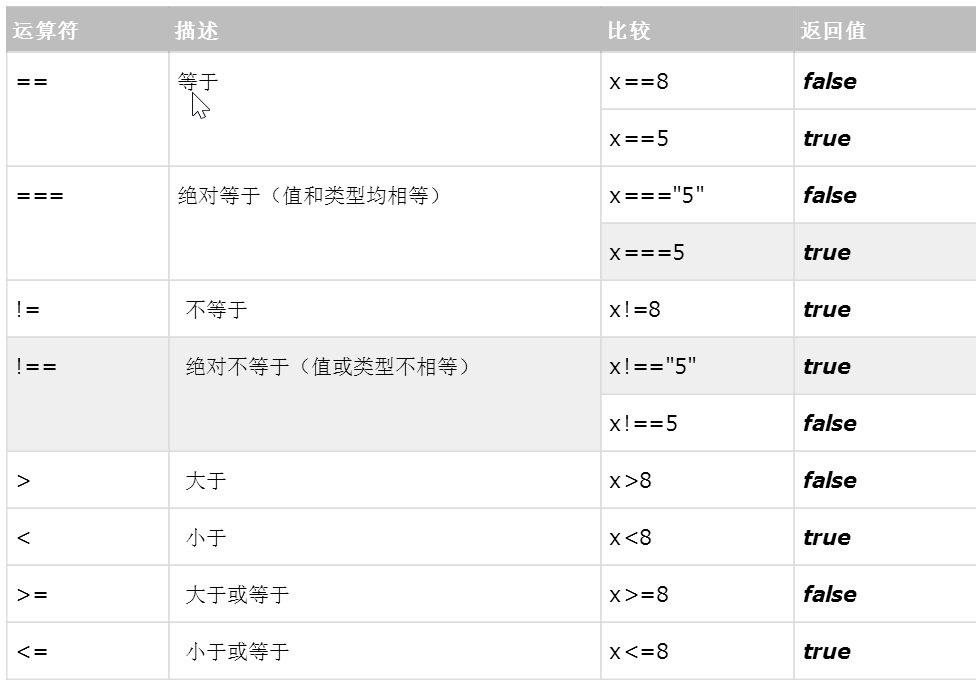 运算符 描述 比较 返回值
== 等于 x==8 false
x==5 true
=== 绝对等于（值和类型均相等） x==="5" false
x===5 true
!= 不等于 x!=8 true
!== 绝对不等于（值或类型不相等） x!=="5" true
x!==5 false
> 大于 x>8 false
< 小于 x<8 true
>= 大于或等于 x>=8 false
<= 小于或等于 x<=8 true